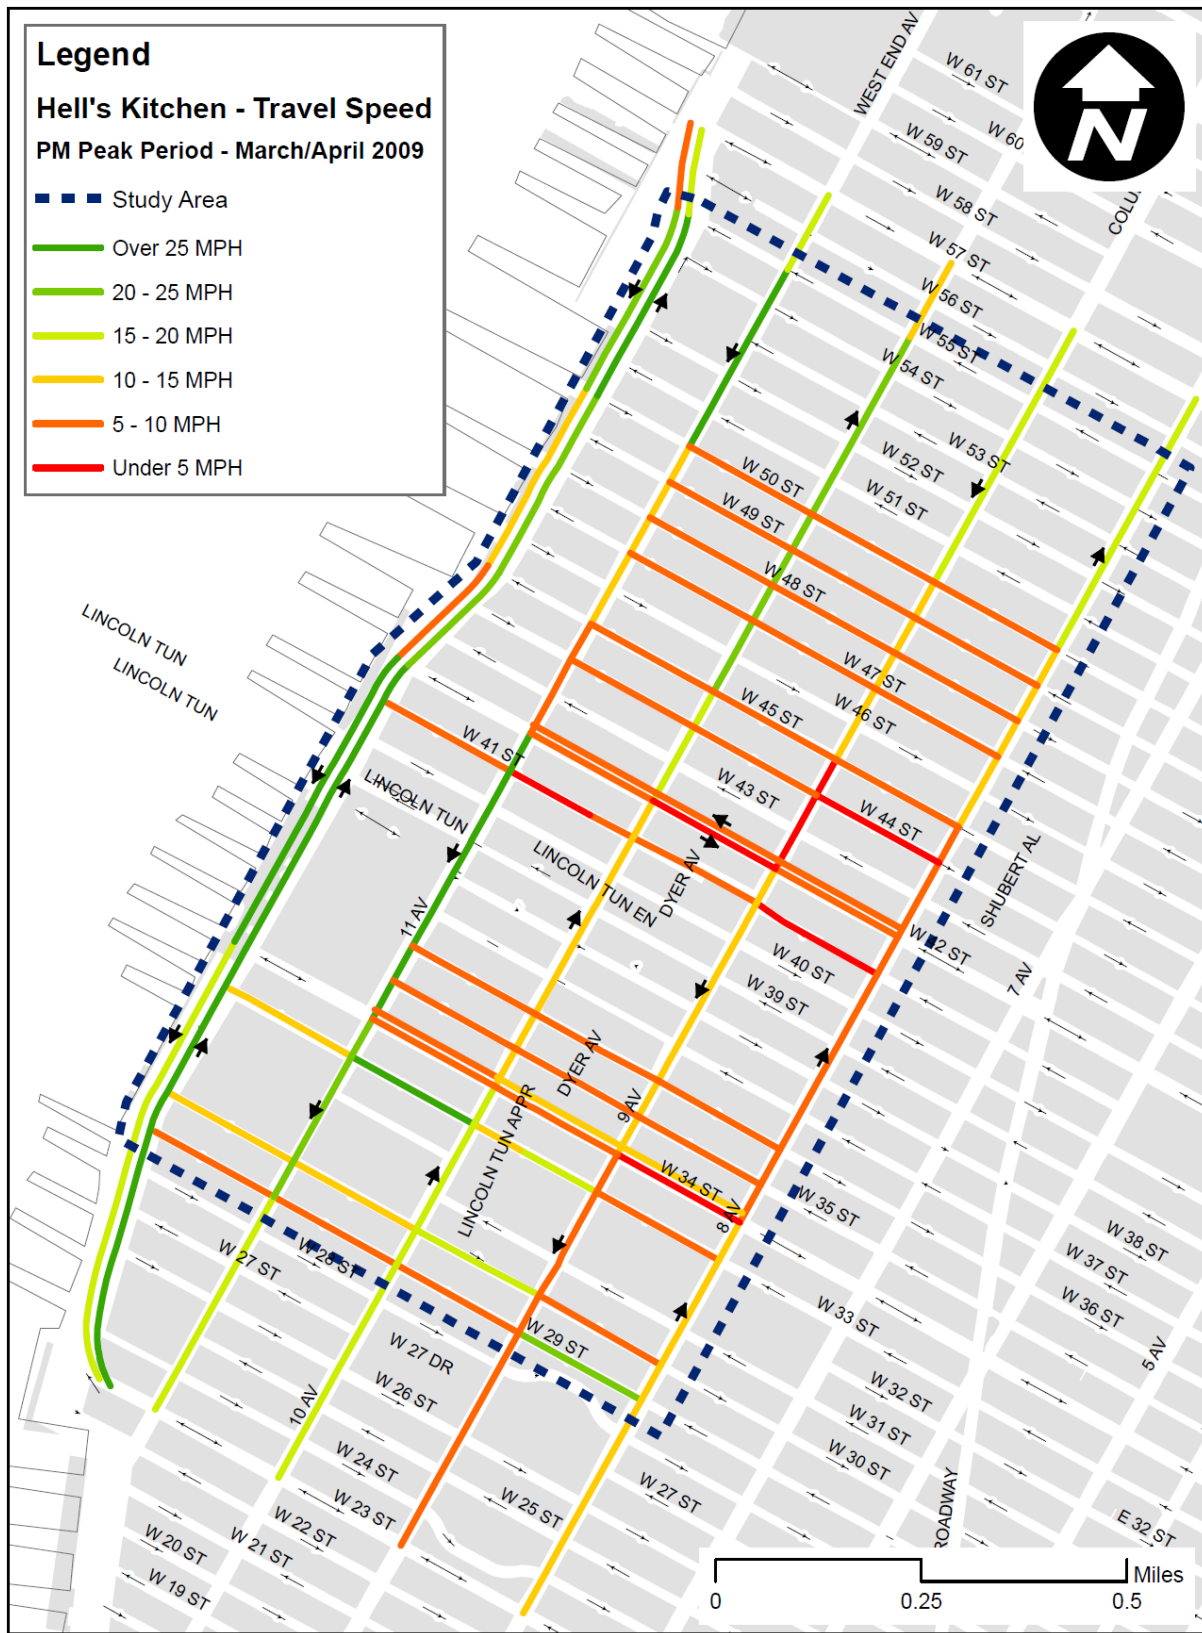 Legend
Hell's Kitchen - Travel Speed
PM Peak Period - March/April 2009
Study Area
Over 25 MPH
20 - 25 MPH
15 - 20 MPH
10 - 15 MPH
5 - 10 MPH
Under 5 MPH
N
WEST END AV
W 61 ST
W 60
W 59 ST
W 58 ST
COLU
W 57 ST
W 56 ST
W 55 ST
W 54 ST
W 53 ST
W 52 ST
W 51 ST
W 50 ST
W 49 ST
W 48 ST
W 47 ST
W 46 ST
W 45 ST
W 44 ST
W 43 ST
W 41 ST
LINCOLN TUN
LINCOLN TUN
LINCOLN TUN
LINCOLN TUN EN
DYER AV
SHUBERT AL
W 42 ST
W 40 ST
W 39 ST
7 AV
11 AV
DYER AV
9 AV
LINCOLN TUN APPR
W 34 ST
8 AV
W 35 ST
W 38 ST
W 37 ST
W 36 ST
W 33 ST
5 AV
W 28 ST
W 27 ST
W 29 ST
W 27 DR
W 26 ST
10 AV
W 32 ST
W 31 ST
W 30 ST
W 24 ST
W 23 ST
W 25 ST
W 27 ST
ROADWAY
E 32 ST
W 22 ST
W 21 ST
W 20 ST
W 19 ST
Miles
0
0.25
0.5